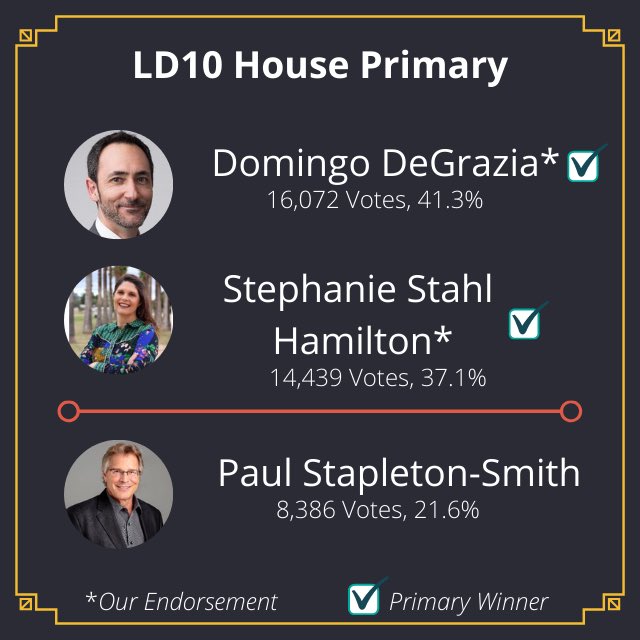 LD10 House Primary
Domingo DeGrazia*
16,072 Votes, 41.3%
Stephanie Stahl
Hamilton*
14,439 Votes, 37.1%
Paul Stapleton-Smith
8,386 Votes, 21.6%
*Our Endorsement
Primary Winner